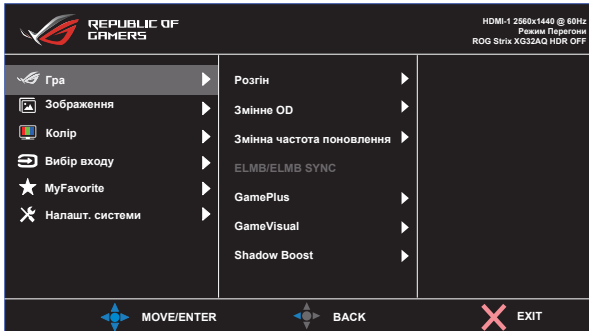 REPUBLIC OF
GAMERS
HDMI-1 2560x1440 @ 60Hz
Режим Перегони
ROG Strix XG32AQ HDR OFF
Гра
Зображення
Колір
Вибір входу
MyFavorite
Налашт. системи
Розгін
Змінне OD
Змінна частота поновлення
ELMB/ELMB SYNC
GamePlus
GameVisual
Shadow Boost
MOVE/ENTER
BACK
EXIT